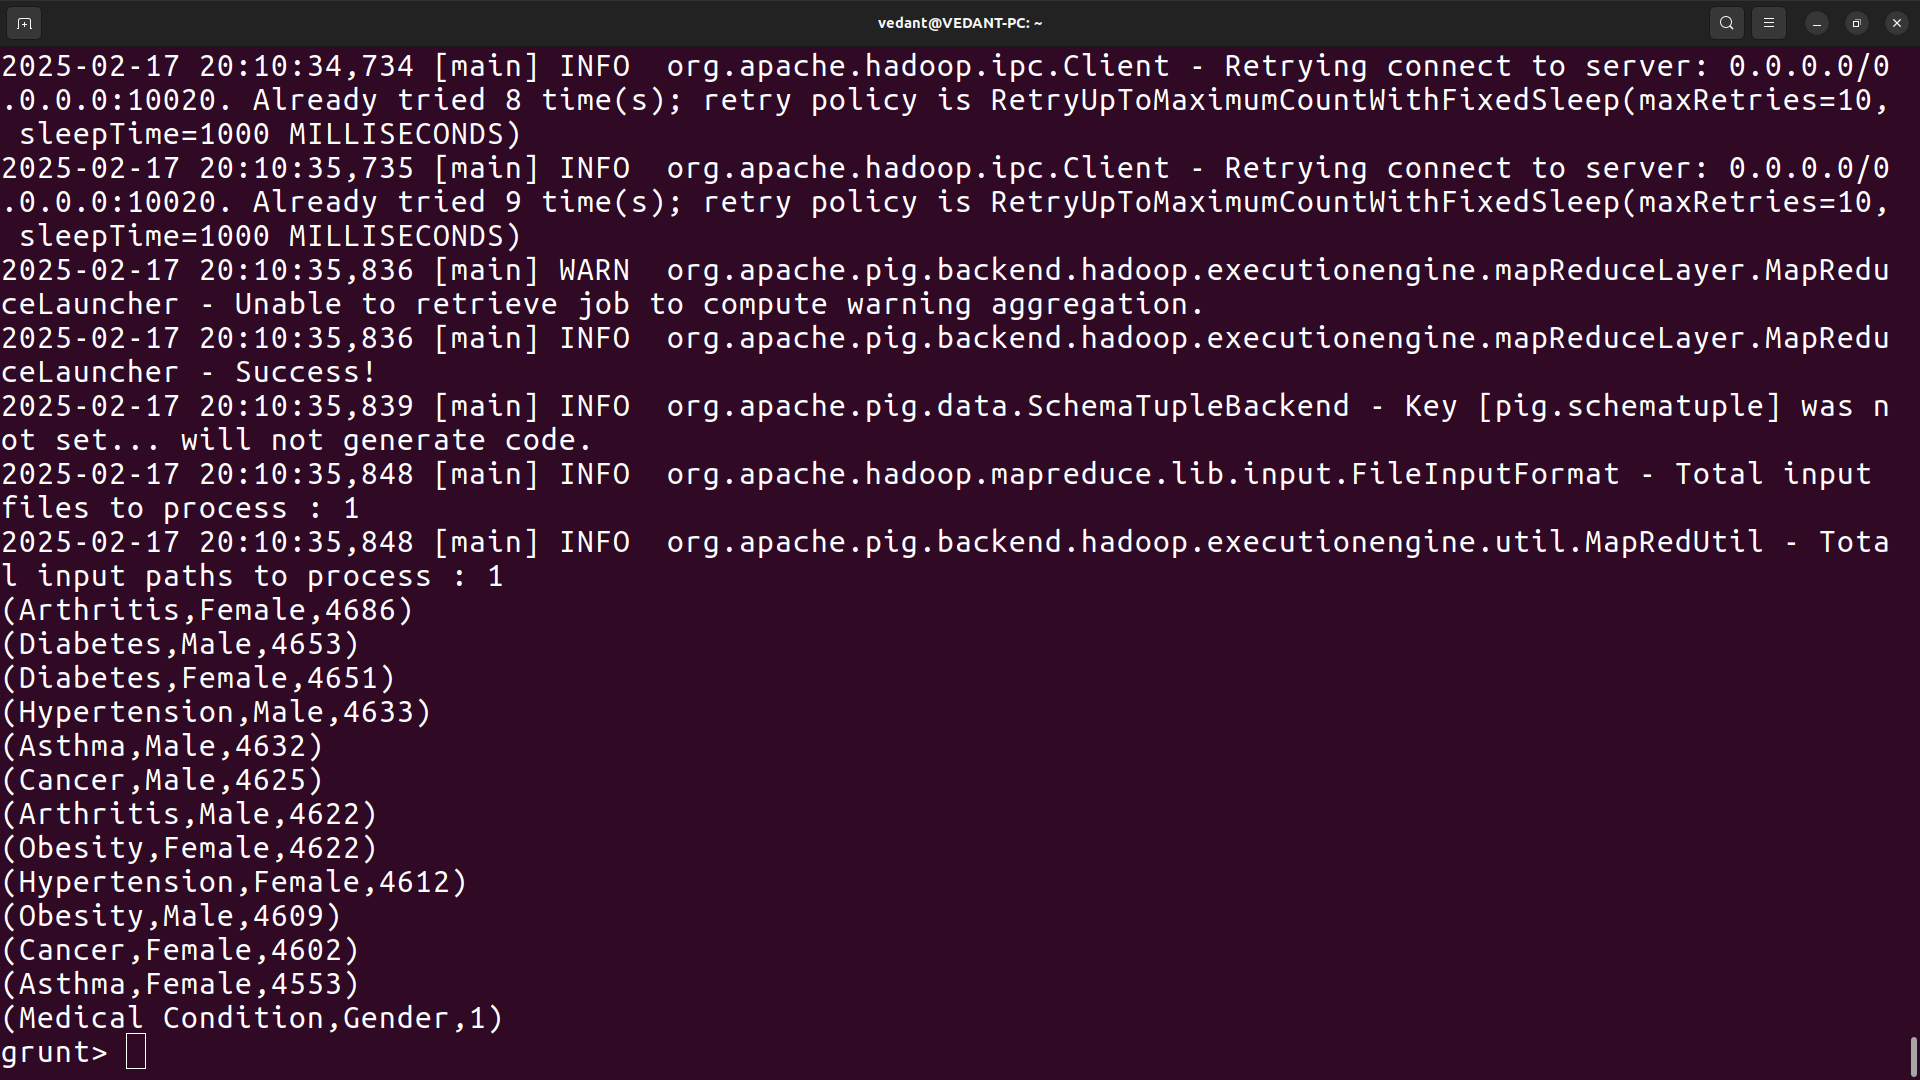 vedant@VEDANT-PC: ~
2025-02-17 20:10:34,734 [main] INFO  org.apache.hadoop.ipc.Client - Retrying connect to server: 0.0.0.0/0
.0.0.0:10020. Already tried 8 time(s); retry policy is RetryUpToMaximumCountWithFixedSleep(maxRetries=10,
 sleepTime=1000 MILLISECONDS)
2025-02-17 20:10:35,735 [main] INFO  org.apache.hadoop.ipc.Client - Retrying connect to server: 0.0.0.0/0
.0.0.0:10020. Already tried 9 time(s); retry policy is RetryUpToMaximumCountWithFixedSleep(maxRetries=10,
 sleepTime=1000 MILLISECONDS)
2025-02-17 20:10:35,836 [main] WARN  org.apache.pig.backend.hadoop.executionengine.mapReduceLayer.MapRedu
ceLauncher - Unable to retrieve job to compute warning aggregation.
2025-02-17 20:10:35,836 [main] INFO  org.apache.pig.backend.hadoop.executionengine.mapReduceLayer.MapRedu
ceLauncher - Success!
2025-02-17 20:10:35,839 [main] INFO  org.apache.pig.data.SchemaTupleBackend - Key [pig.schematuple] was n
ot set... will not generate code.
2025-02-17 20:10:35,848 [main] INFO  org.apache.hadoop.mapreduce.lib.input.FileInputFormat - Total input
files to process : 1
2025-02-17 20:10:35,848 [main] INFO  org.apache.pig.backend.hadoop.executionengine.util.MapRedUtil - Tota
l input paths to process : 1
(Arthritis,Female,4686)
(Diabetes,Male,4653)
(Diabetes,Female,4651)
(Hypertension,Male,4633)
(Asthma,Male,4632)
(Cancer,Male,4625)
(Arthritis,Male,4622)
(Obesity,Female,4622)
(Hypertension,Female,4612)
(Obesity,Male,4609)
(Cancer,Female,4602)
(Asthma,Female,4553)
(Medical Condition,Gender,1)
grunt>